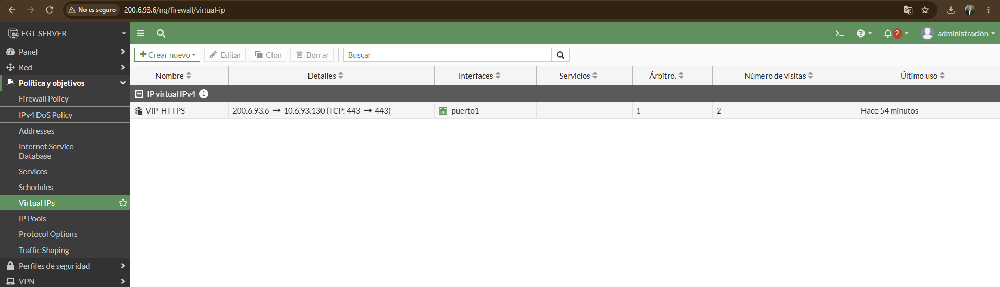 No es seguro
200.6.93.6/ng/firewall/virtual-ip
FGT-SERVER
2
administración
Panel
Red
Política y objetivos
Firewall Policy
IPv4 DoS Policy
Addresses
Internet Service
Database
Services
Schedules
Virtual IPs
IP Pools
Protocol Options
Traffic Shaping
Perfiles de seguridad
VPN
Crear nuevo
Editar
Clon
Borrar
Buscar
Nombre
Detalles
Interfaces
Servicios
Árbitro.
Número de visitas
Último uso
IP virtual IPv4 1
VIP-HTTPS
200.6.93.6 → 10.6.93.130 (TCP: 443 → 443)
puerto1
1
2
Hace 54 minutos